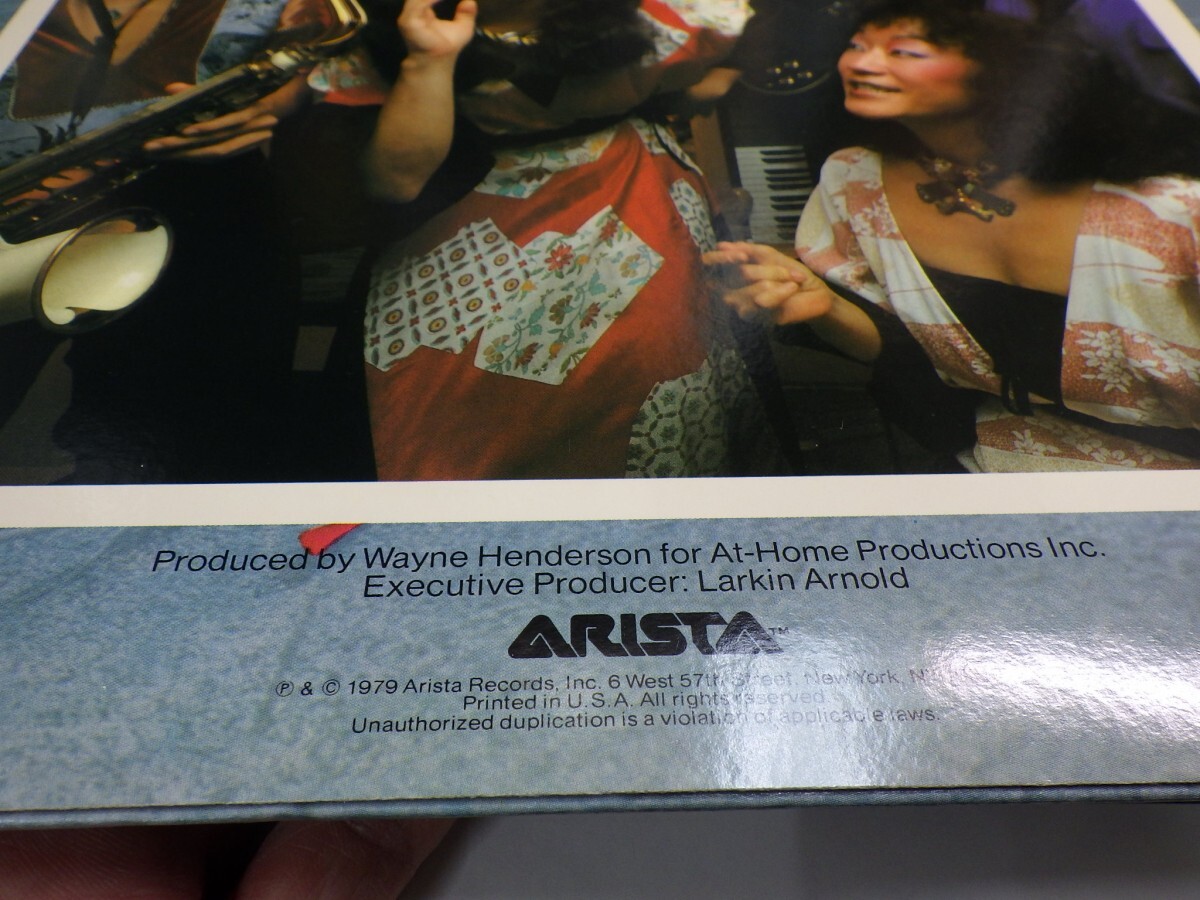 Produced by Wayne Henderson for At-Home Productions Inc.
Executive Producer: Larkin Arnold
ARISTA™
℗ & © 1979 Arista Records, Inc. 6 West 57th Street, New York,
Printed in U.S.A. All rights reserved
Unauthorized duplication is a violation of applicable laws.